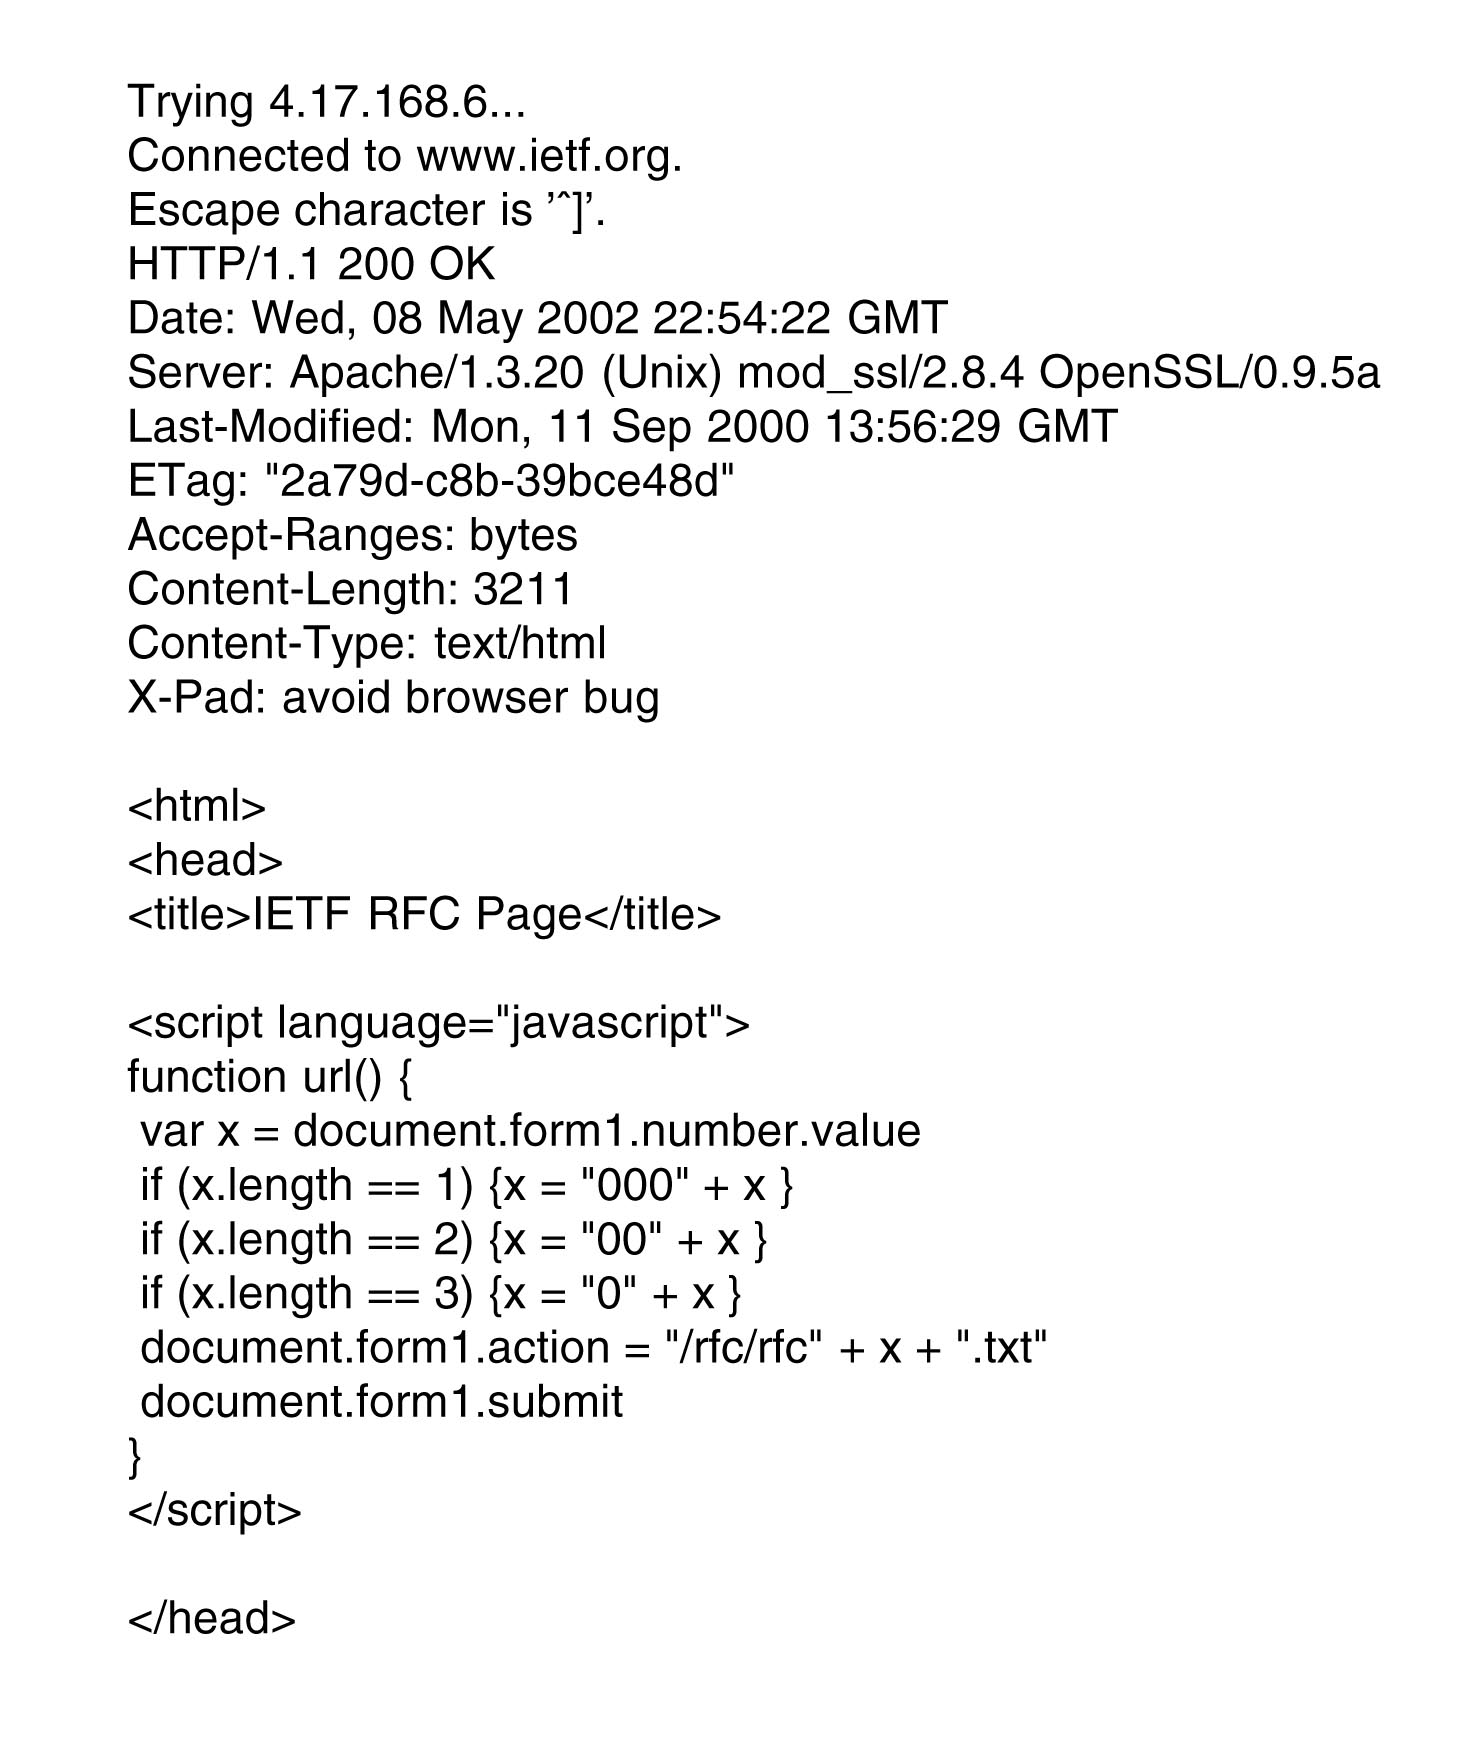 Trying 4.17.168.6...
Connected to www.ietf.org.
Escape character is ’ˆ]’.
HTTP/1.1 200 OK
Date: Wed, 08 May 2002 22:54:22 GMT
Server: Apache/1.3.20 (Unix) mod_ssl/2.8.4 OpenSSL/0.9.5a
Last-Modified: Mon, 11 Sep 2000 13:56:29 GMT
ETag: "2a79d-c8b-39bce48d"
Accept-Ranges: bytes
Content-Length: 3211
Content-Type: text/html
X-Pad: avoid browser bug

<html>
<head>
<title>IETF RFC Page</title>

<script language="javascript">
function url() {
 var x = document.form1.number.value
 if (x.length == 1) {x = "000" + x }
 if (x.length == 2) {x = "00" + x }
 if (x.length == 3) {x = "0" + x }
 document.form1.action = "/rfc/rfc" + x + ".txt"
 document.form1.submit
}
</script>

</head>